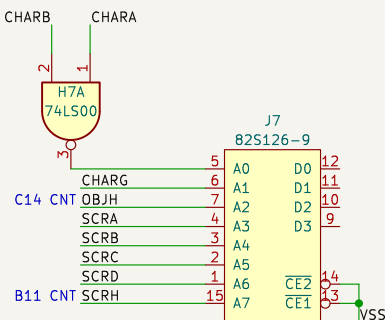 CHARB CHARA
2 1
H7A
74LS00
3
J7
82S126-9
5 A0 D0 12
CHARG 6 A1 D1 11
C14 CNT OBJH 7 A2 D2 10
SCRA 4 A3 D3 9
SCRB 3 A4
SCRC 2 A5
SCRD 1 A6 CE2 14
B11 CNT SCRH 15 A7 CE1 13
VSS